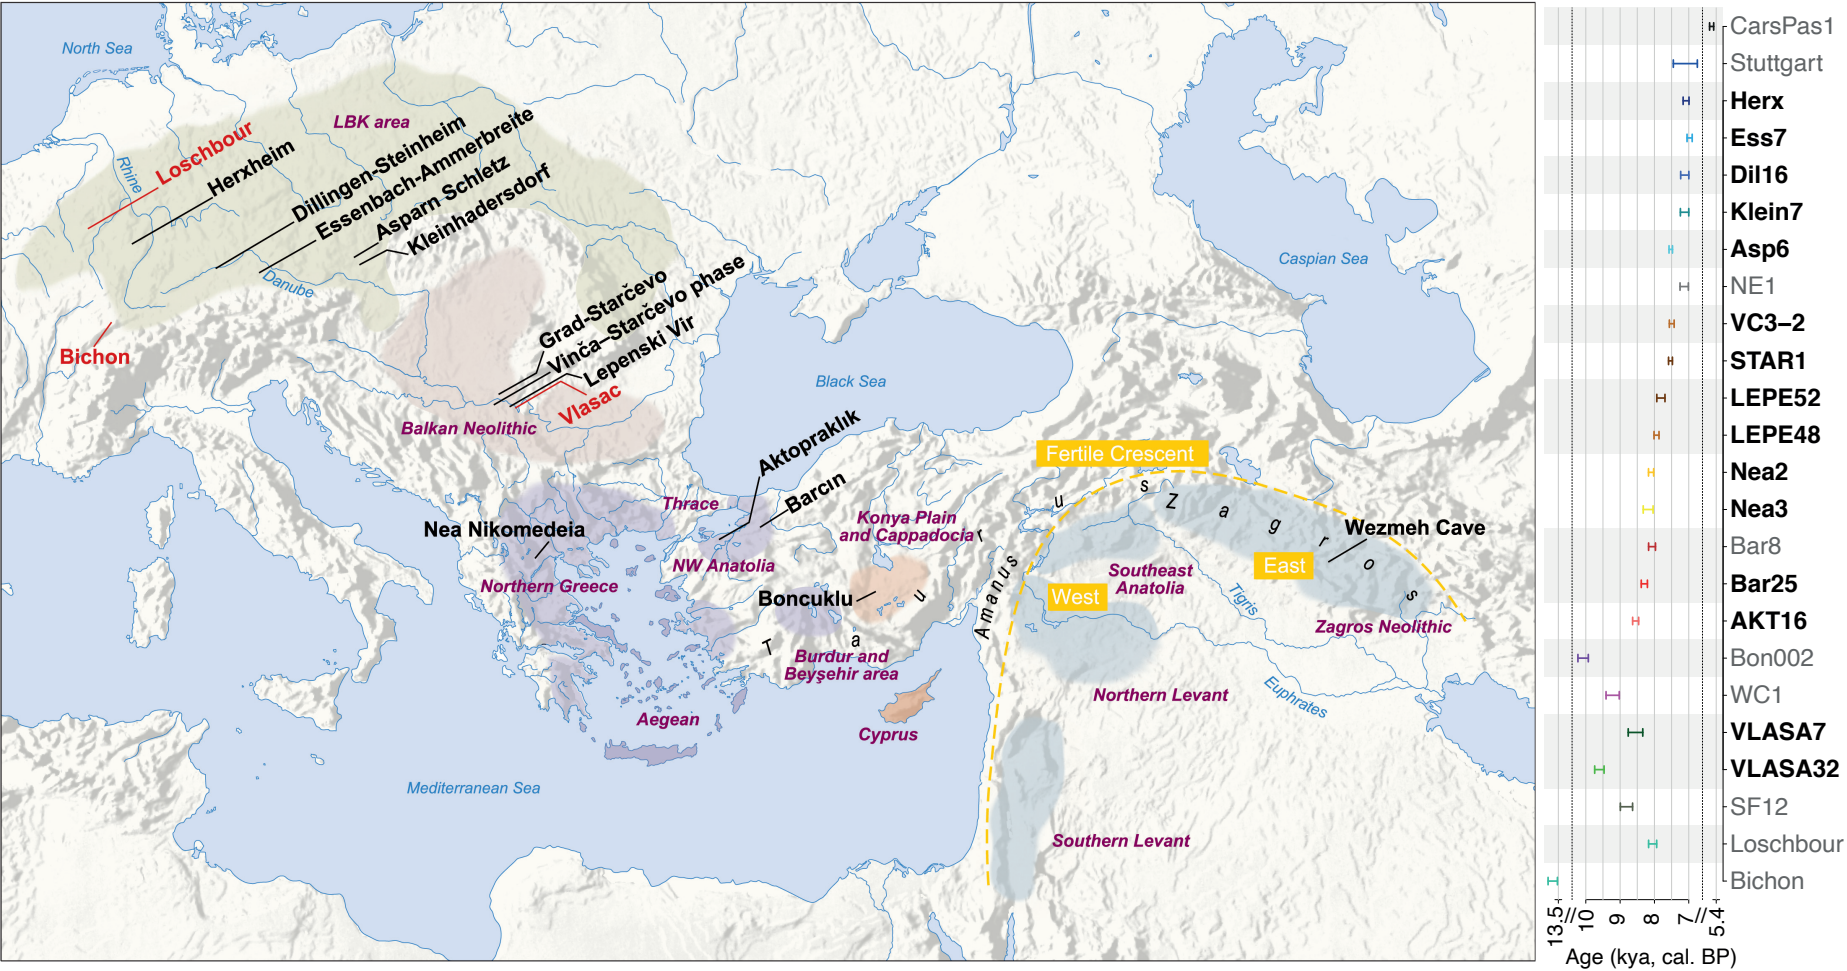 North Sea
LBK area
Rhine
Loschbour
Herxheim
Dillingen-Steinheim
Essenbach-Ammerbreite
Asparn Schletz
Kleinhadersdorf
Danube
Bichon
Grad-Starčevo
Vinča–Starčevo phase
Lepenski Vir
Vlasac
Balkan Neolithic
Black Sea
Caspian Sea
Aktopraklık
Barcın
Thrace
Nea Nikomedeia
Northern Greece
NW Anatolia
Konya Plain
and Cappadocia
Boncuklu
Burdur and
Beyşehir area
Aegean
Cyprus
Mediterranean Sea
T a u r u s
Amanus
Fertile Crescent
West
East
Z a g r o s
Wezmeh Cave
Southeast
Anatolia
Tigris
Zagros Neolithic
Northern Levant
Euphrates
Southern Levant
CarsPas1
Stuttgart
Herx
Ess7
Dil16
Klein7
Asp6
NE1
VC3–2
STAR1
LEPE52
LEPE48
Nea2
Nea3
Bar8
Bar25
AKT16
Bon002
WC1
VLASA7
VLASA32
SF12
Loschbour
Bichon
13.5 // 10 9 8 7 // 5.4
Age (kya, cal. BP)